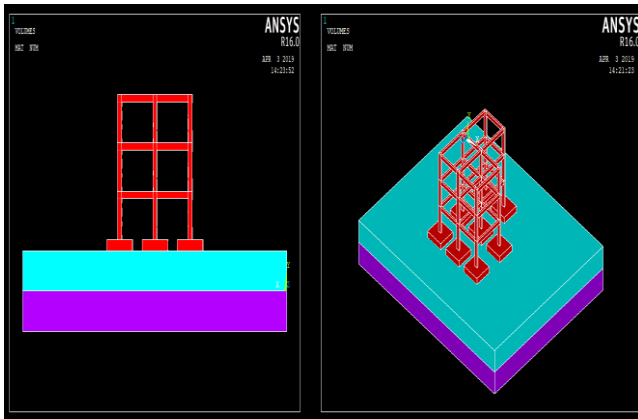 1
VOLUMES
MAT NUM
ANSYS
R16.0
APR 3 2019
14:23:52
Y
X Z
1
VOLUMES
MAT NUM
ANSYS
R16.0
APR 3 2019
14:21:23
Z
X